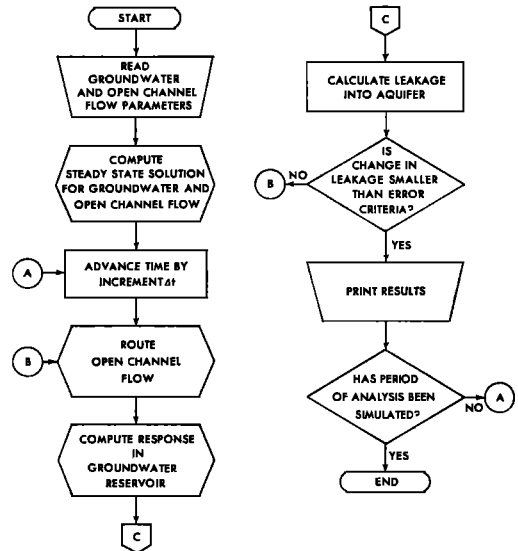 START
READ
GROUNDWATER
AND OPEN CHANNEL
FLOW PARAMETERS
COMPUTE
STEADY STATE SOLUTION
FOR GROUNDWATER AND
OPEN CHANNEL FLOW
A
ADVANCE TIME BY
INCREMENT Δt
B
ROUTE
OPEN CHANNEL
FLOW
COMPUTE RESPONSE
IN
GROUNDWATER
RESERVOIR
C
C
CALCULATE LEAKAGE
INTO AQUIFER
IS
CHANGE IN
LEAKAGE SMALLER
THAN ERROR
CRITERIA?
NO
B
YES
PRINT RESULTS
HAS PERIOD
OF ANALYSIS BEEN
SIMULATED?
NO
A
YES
END